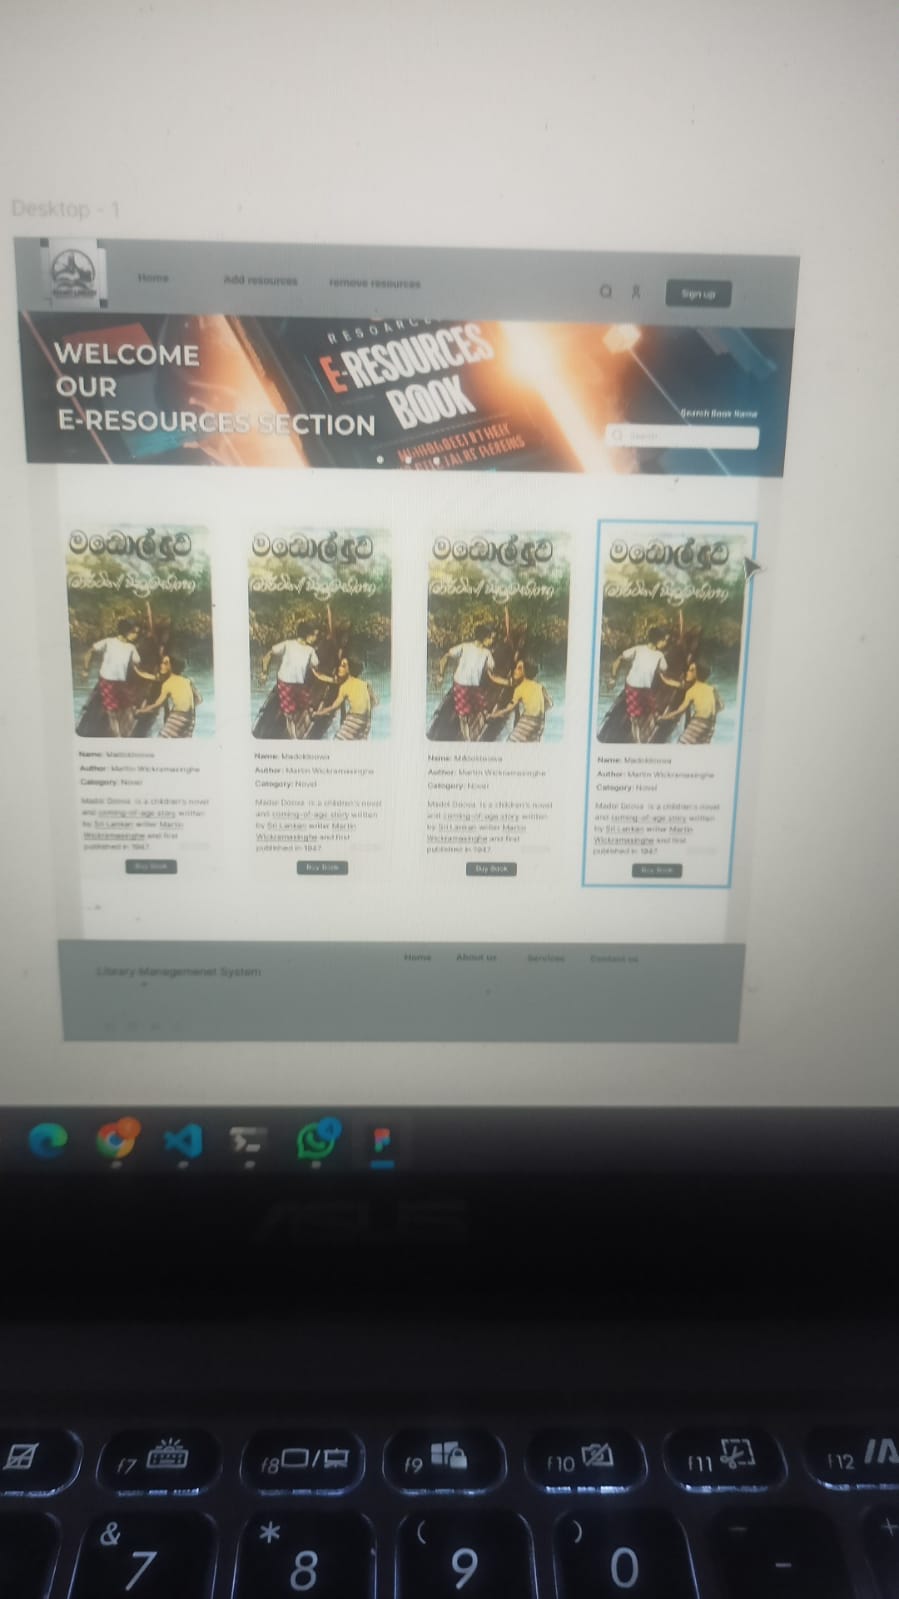 Desktop - 1
Home
Add resources
remove resources
Sign up
WELCOME
OUR
E-RESOURCES SECTION
E-RESOURCES
BOOK
Search Book Name
Search
මඩොල් දූව
මාර්ටින් වික්‍රමසිංහ
Name: Madoldoowa
Author: Martin Wickramasinghe
Category: Novel
Madol Doova is a children's novel
and coming-of-age story written
by Sri Lankan writer Martin
Wickramasinghe and first
published in 1947.
Buy Book
මඩොල් දූව
මාර්ටින් වික්‍රමසිංහ
Name: Madoldoowa
Author: Martin Wickramasinghe
Category: Novel
Madol Doova is a children's novel
and coming-of-age story written
by Sri Lankan writer Martin
Wickramasinghe and first
published in 1947.
Buy Book
මඩොල් දූව
මාර්ටින් වික්‍රමසිංහ
Name: Madoldoowa
Author: Martin Wickramasinghe
Category: Novel
Madol Doova is a children's novel
and coming-of-age story written
by Sri Lankan writer Martin
Wickramasinghe and first
published in 1947.
Buy Book
මඩොල් දූව
මාර්ටින් වික්‍රමසිංහ
Name: Madoldoowa
Author: Martin Wickramasinghe
Category: Novel
Madol Doova is a children's novel
and coming-of-age story written
by Sri Lankan writer Martin
Wickramasinghe and first
published in 1947.
Buy Book
Library Managemenet System
Home
About us
Services
Contact us
ASUS
f7 f8 f9 f10 f11 f12
& * ( ) - +
7 8 9 0 -